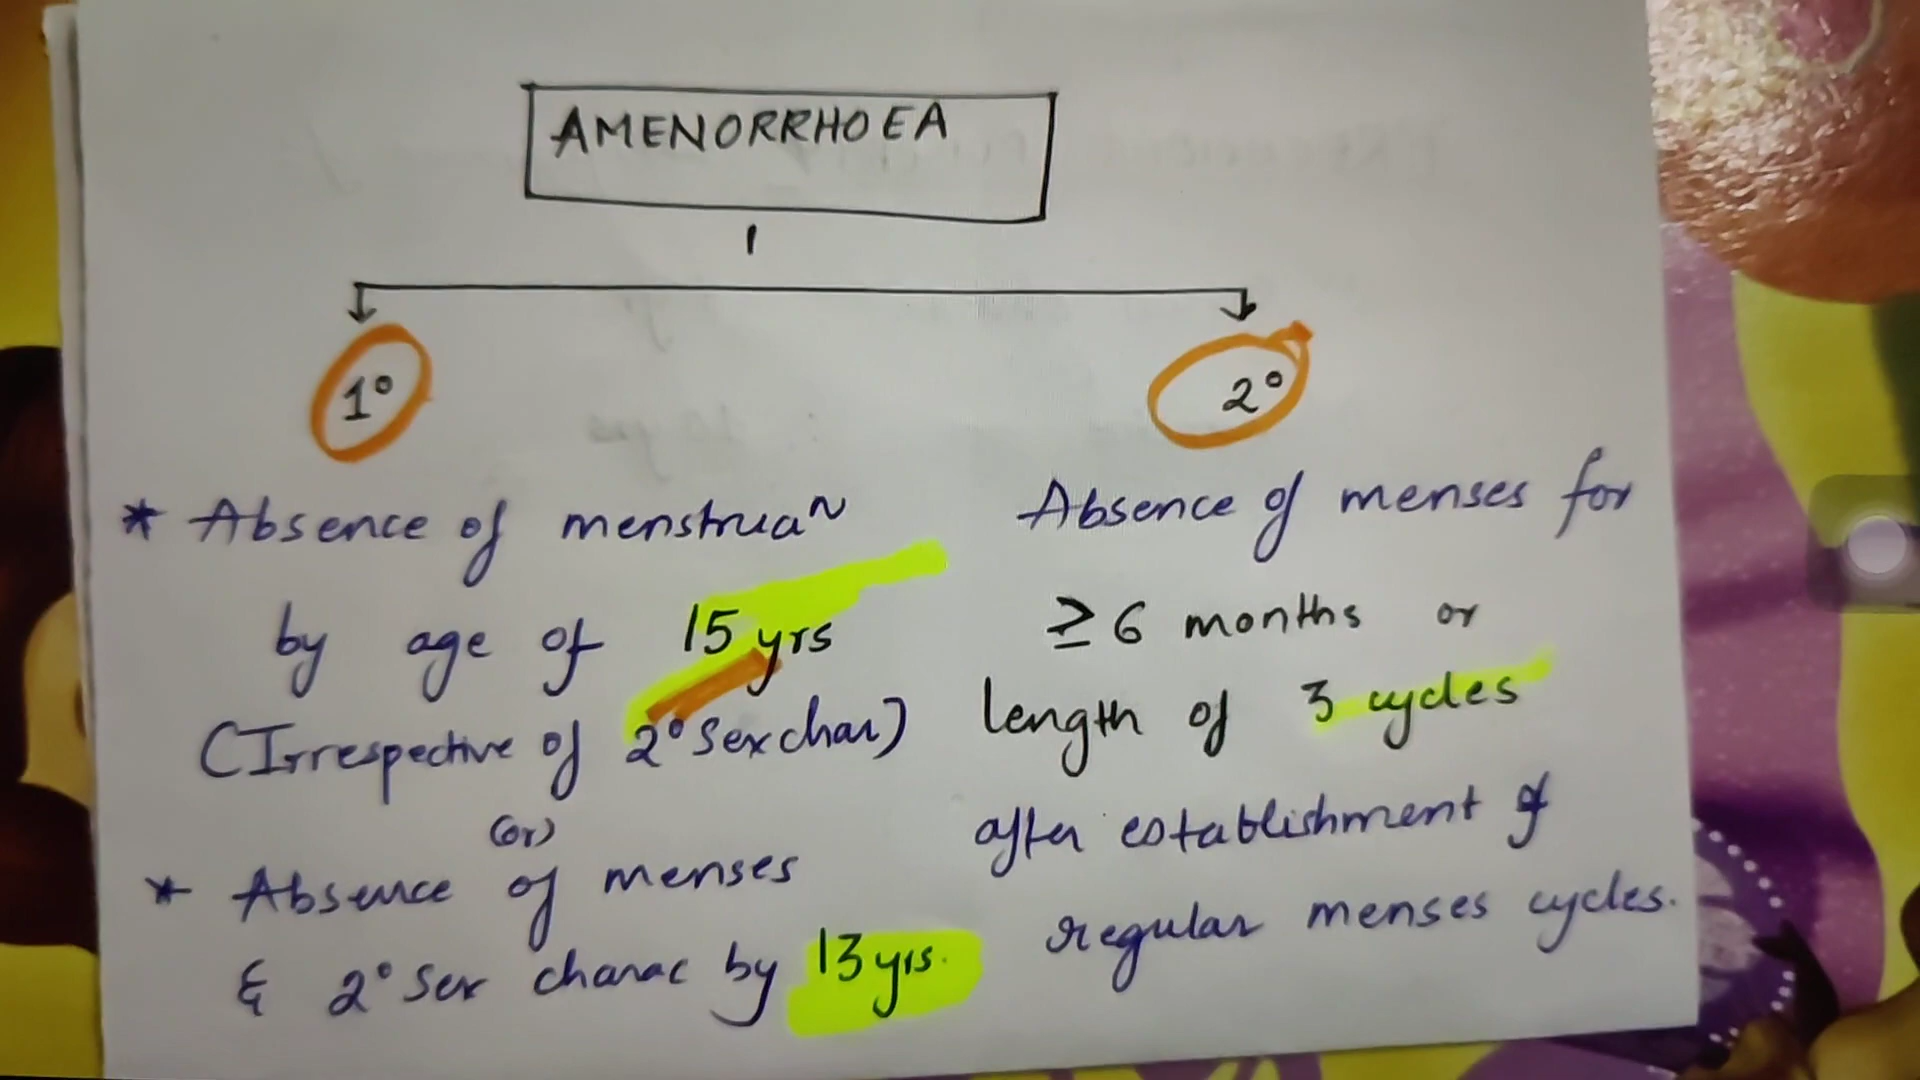 AMENORRHOEA
1°
2°
* Absence of menstrua~
by age of 15 yrs
(Irrespective of 2° Sex char)
(or)
* Absence of menses
& 2° Sex charac by 13 yrs.
Absence of menses for
≥ 6 months or
length of 3 cycles
after establishment of
regular menses cycles.